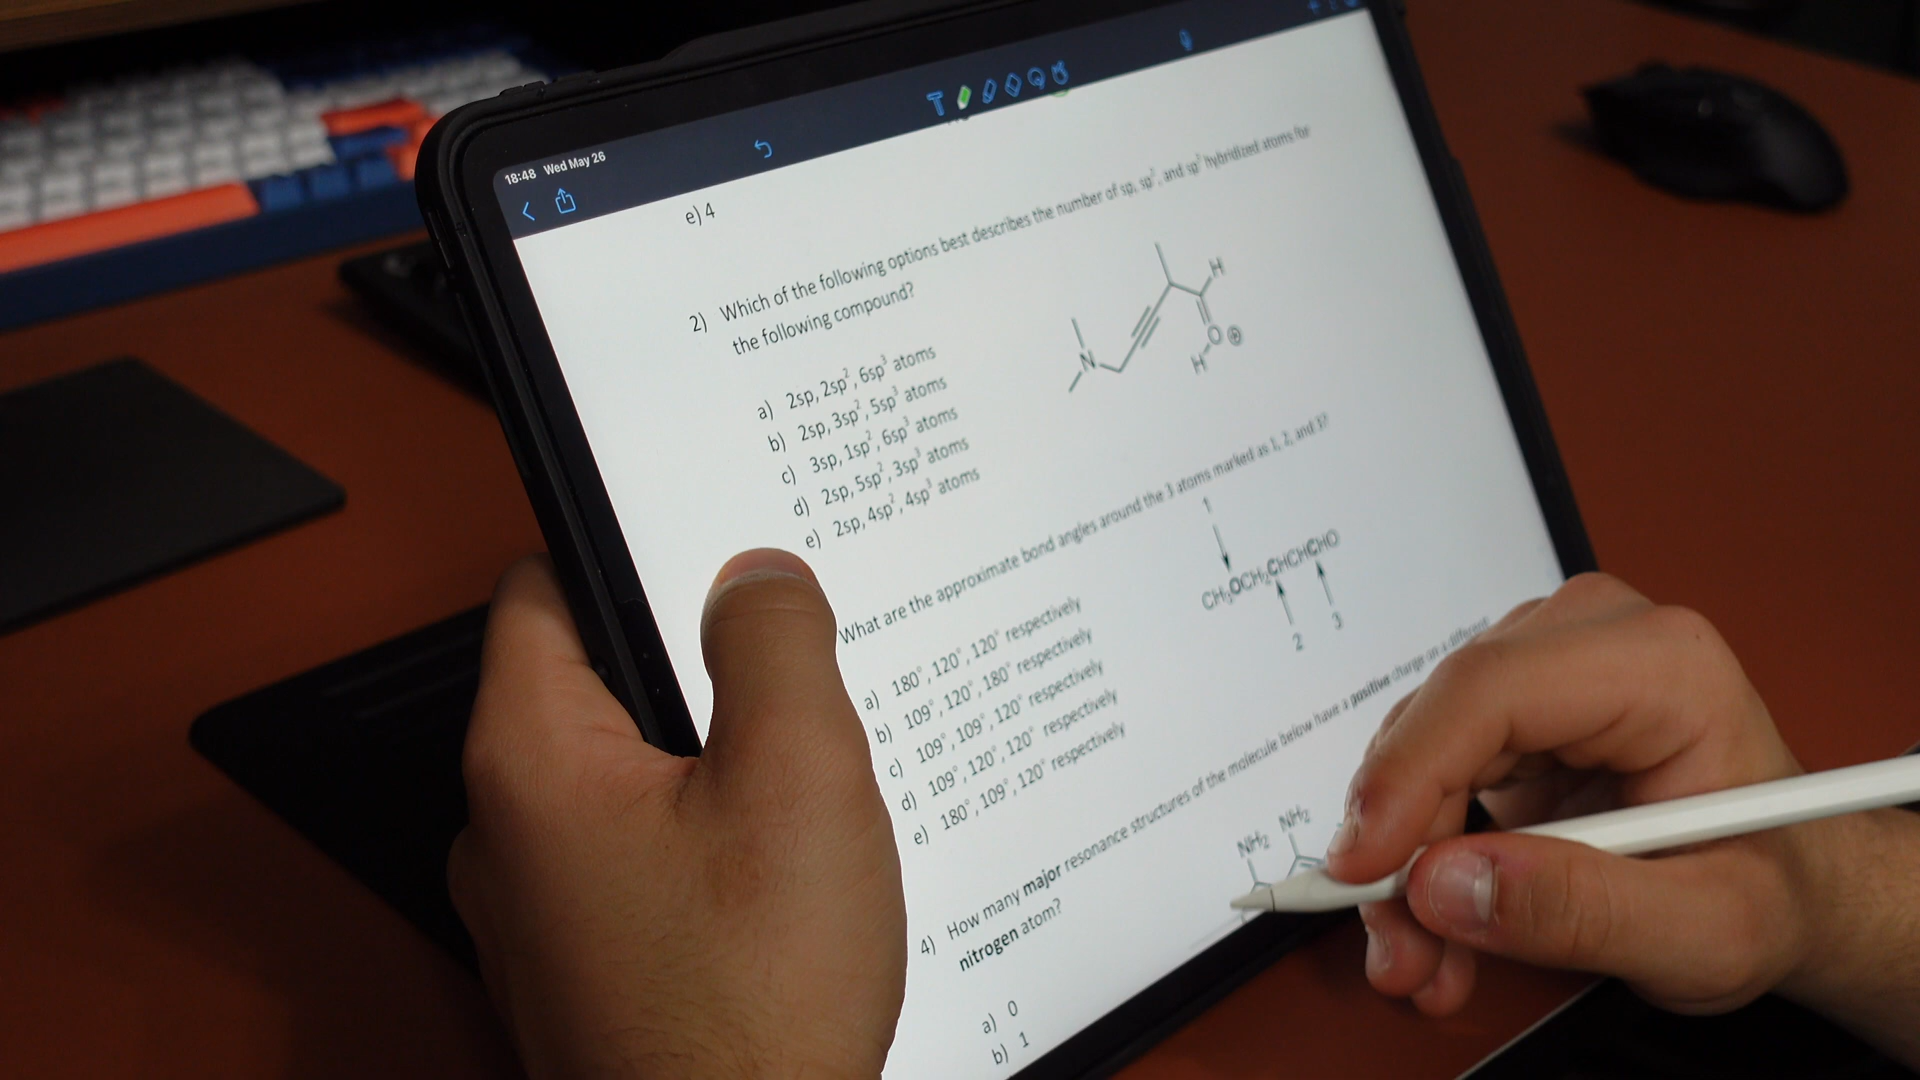 18:48 Wed May 26
e) 4
2) Which of the following options best describes the number of sp, sp², and sp³ hybridized atoms for
the following compound?
a) 2sp, 2sp², 6sp³ atoms
b) 2sp, 3sp², 5sp³ atoms
c) 3sp, 1sp², 6sp³ atoms
d) 2sp, 5sp², 3sp³ atoms
e) 2sp, 4sp², 4sp³ atoms
H
N
O ⊕
H
What are the approximate bond angles around the 3 atoms marked as 1, 2, and 3?
1
CH₃OCH₂CHCHCHO
2 3
a) 180°, 120°, 120° respectively
b) 109°, 120°, 180° respectively
c) 109°, 109°, 120° respectively
d) 109°, 120°, 120° respectively
e) 180°, 109°, 120° respectively
4) How many major resonance structures of the molecule below have a positive charge on a different
nitrogen atom?
NH₂ NH₂
a) 0
b) 1